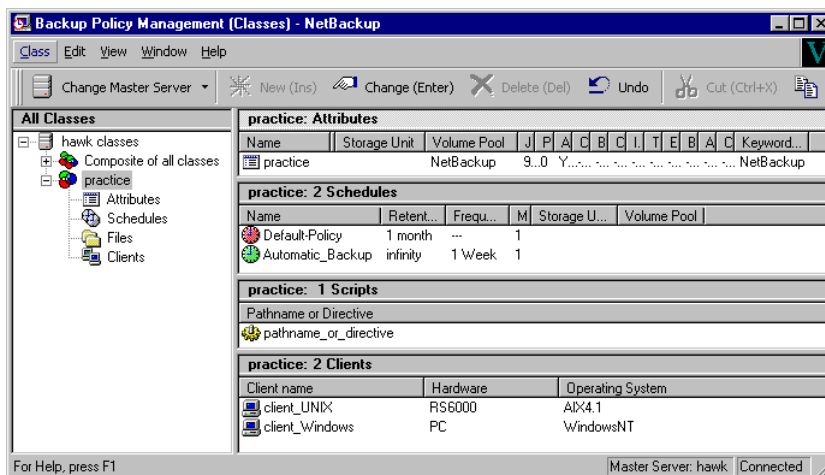 Backup Policy Management (Classes) - NetBackup
Class Edit View Window Help
Change Master Server New (Ins) Change (Enter) Delete (Del) Undo Cut (Ctrl+X)
All Classes
hawk classes
Composite of all classes
practice
Attributes
Schedules
Files
Clients
practice: Attributes
Name Storage Unit Volume Pool J P A C B C I. T E B A C Keyword...
practice NetBackup 9...0 Y... NetBackup
practice: 2 Schedules
Name Retent... Frequ... M Storage U... Volume Pool
Default-Policy 1 month --- 1
Automatic_Backup infinity 1 Week 1
practice: 1 Scripts
Pathname or Directive
pathname_or_directive
practice: 2 Clients
Client name Hardware Operating System
client_UNIX RS6000 AIX4.1
client_Windows PC WindowsNT
For Help, press F1 Master Server: hawk Connected